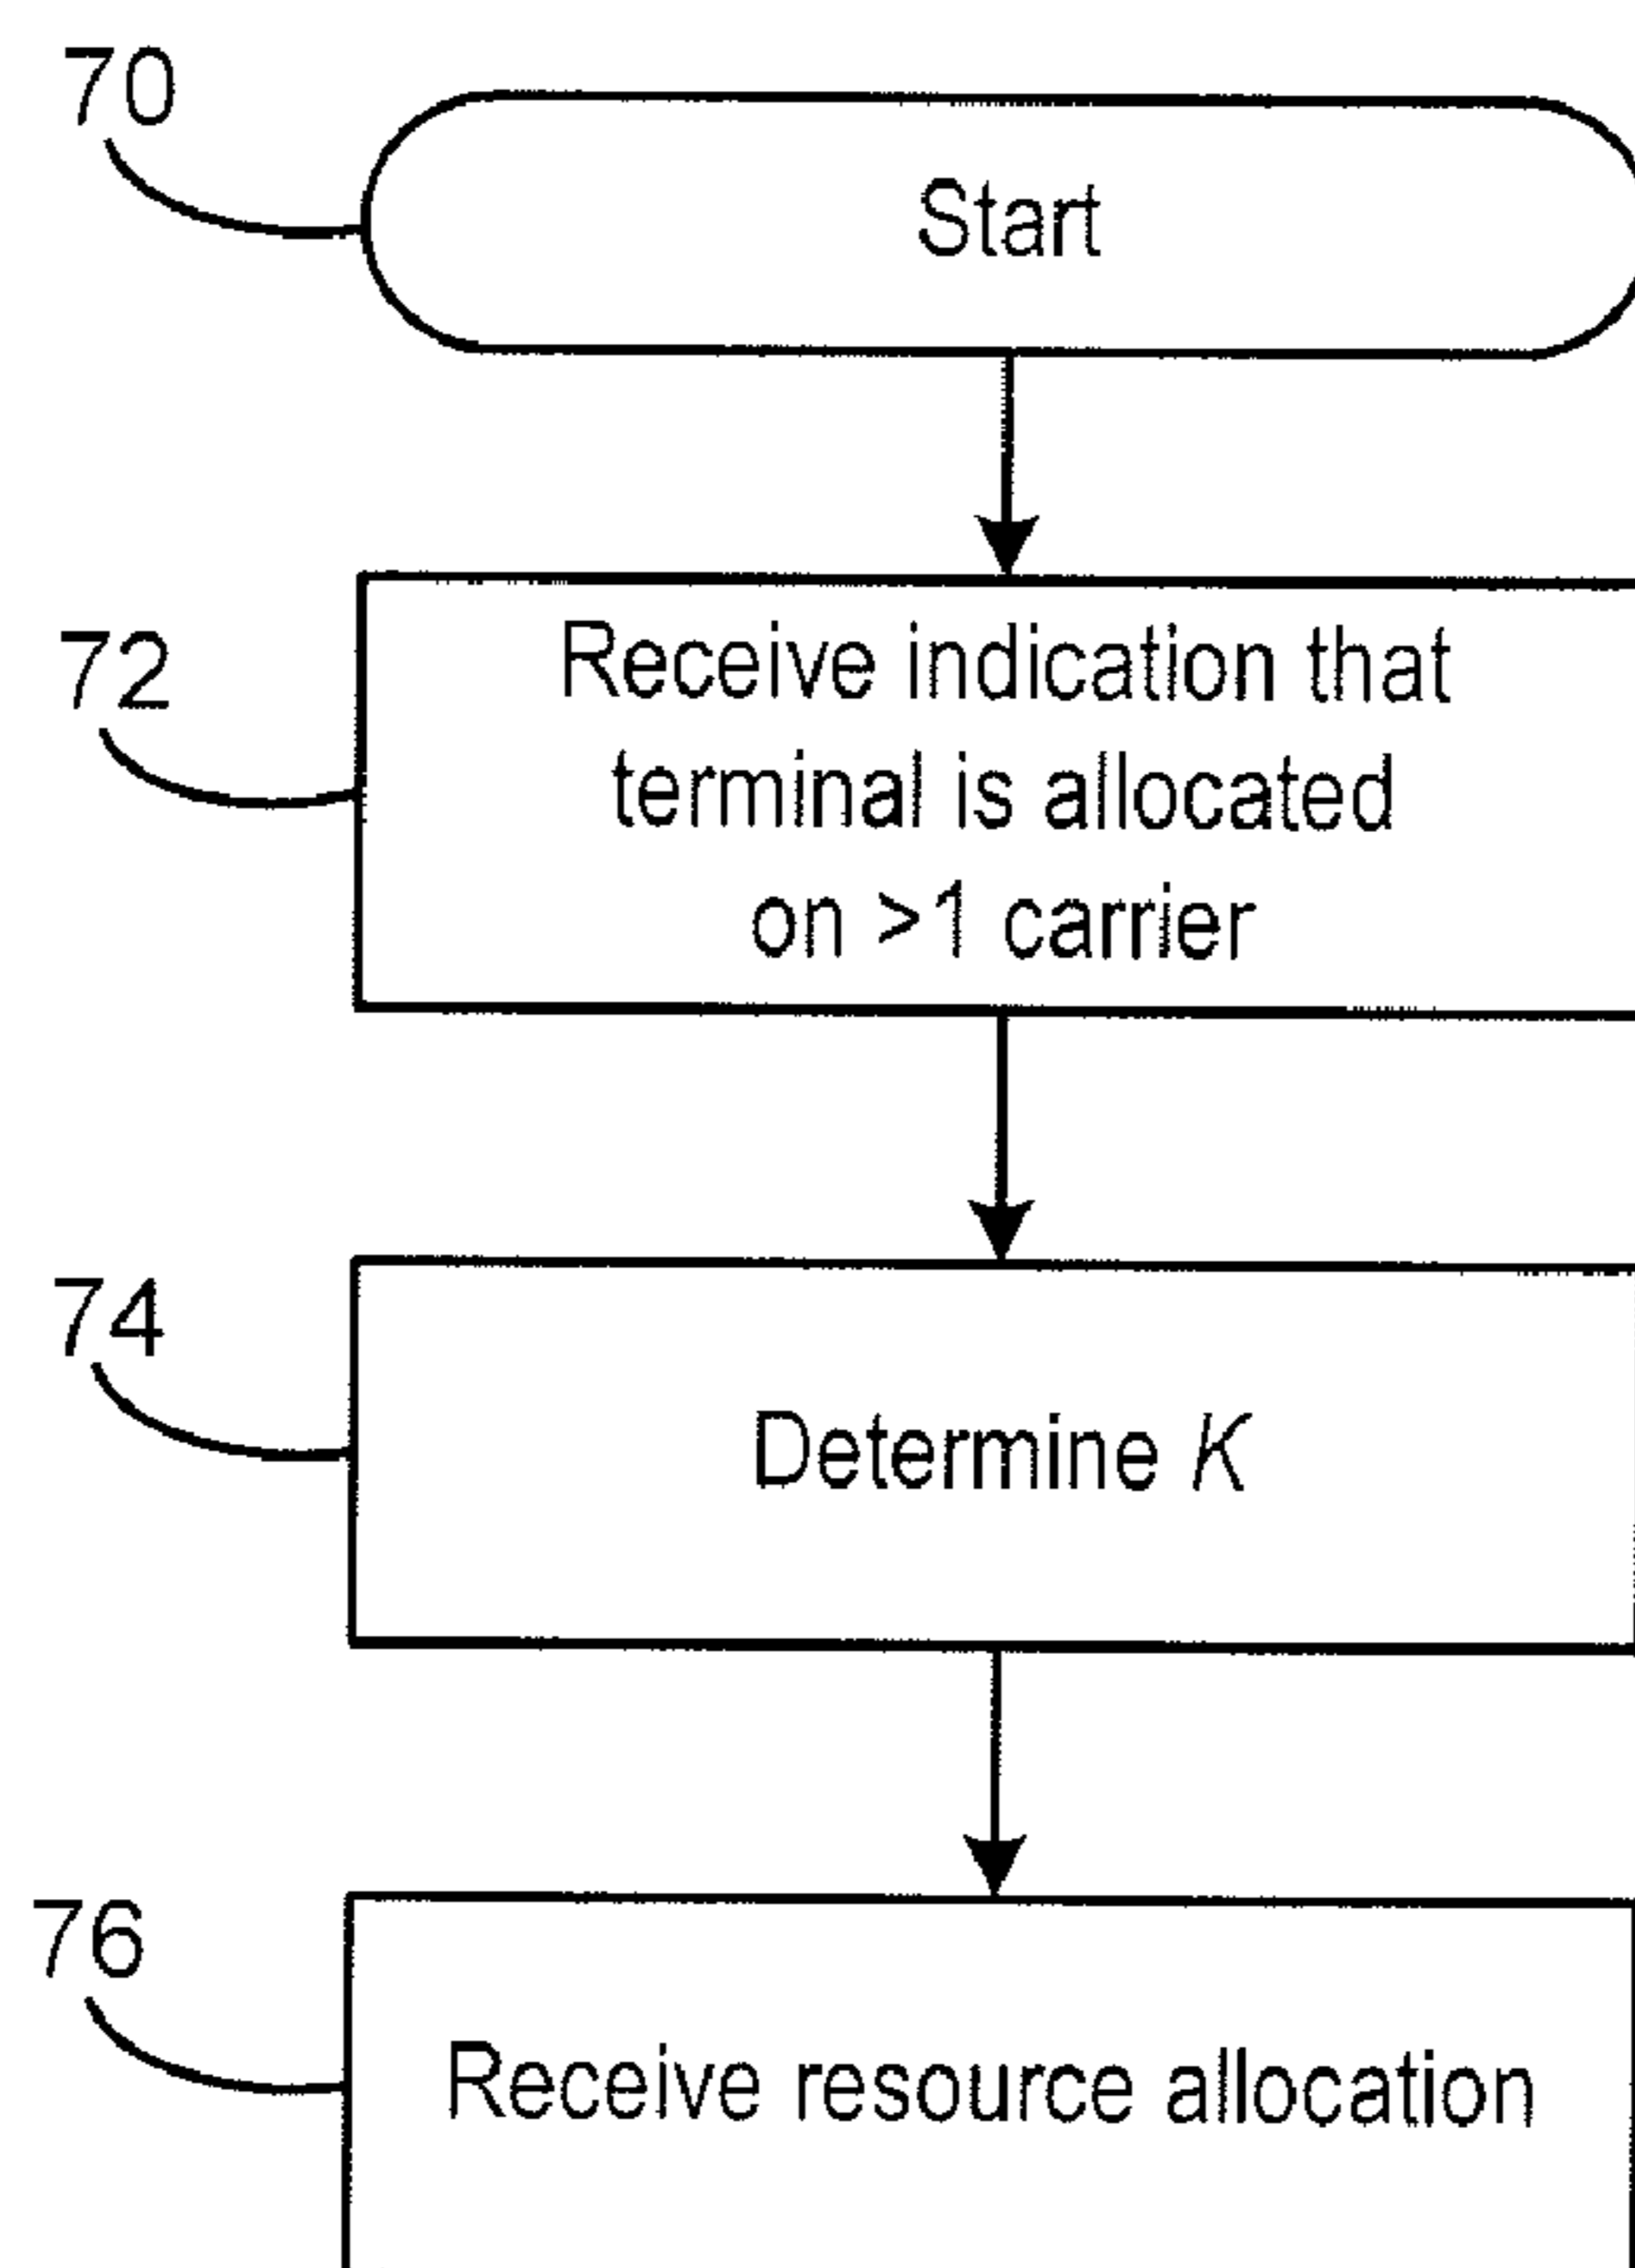 70
Start
72
Receive indication that
terminal is allocated
on >1 carrier
74
Determine K
76
Receive resource allocation